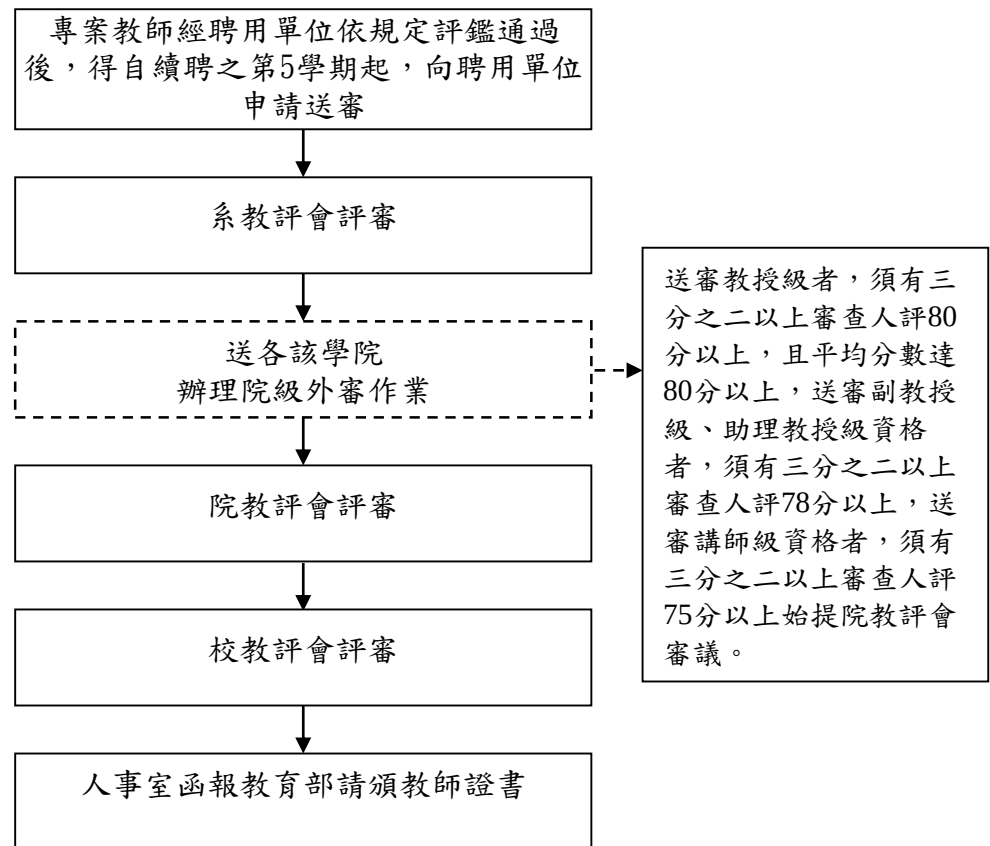 專案教師經聘用單位依規定評鑑通過
後，得自續聘之第5學期起，向聘用單位
申請送審
系教評會評審
送各該學院
辦理院級外審作業
送審教授級者，須有三
分之二以上審查人評80
分以上，且平均分數達
80分以上，送審副教授
級、助理教授級資格
者，須有三分之二以上
審查人評78分以上，送
審講師級資格者，須有
三分之二以上審查人評
75分以上始提院教評會
審議。
院教評會評審
校教評會評審
人事室函報教育部請頒教師證書